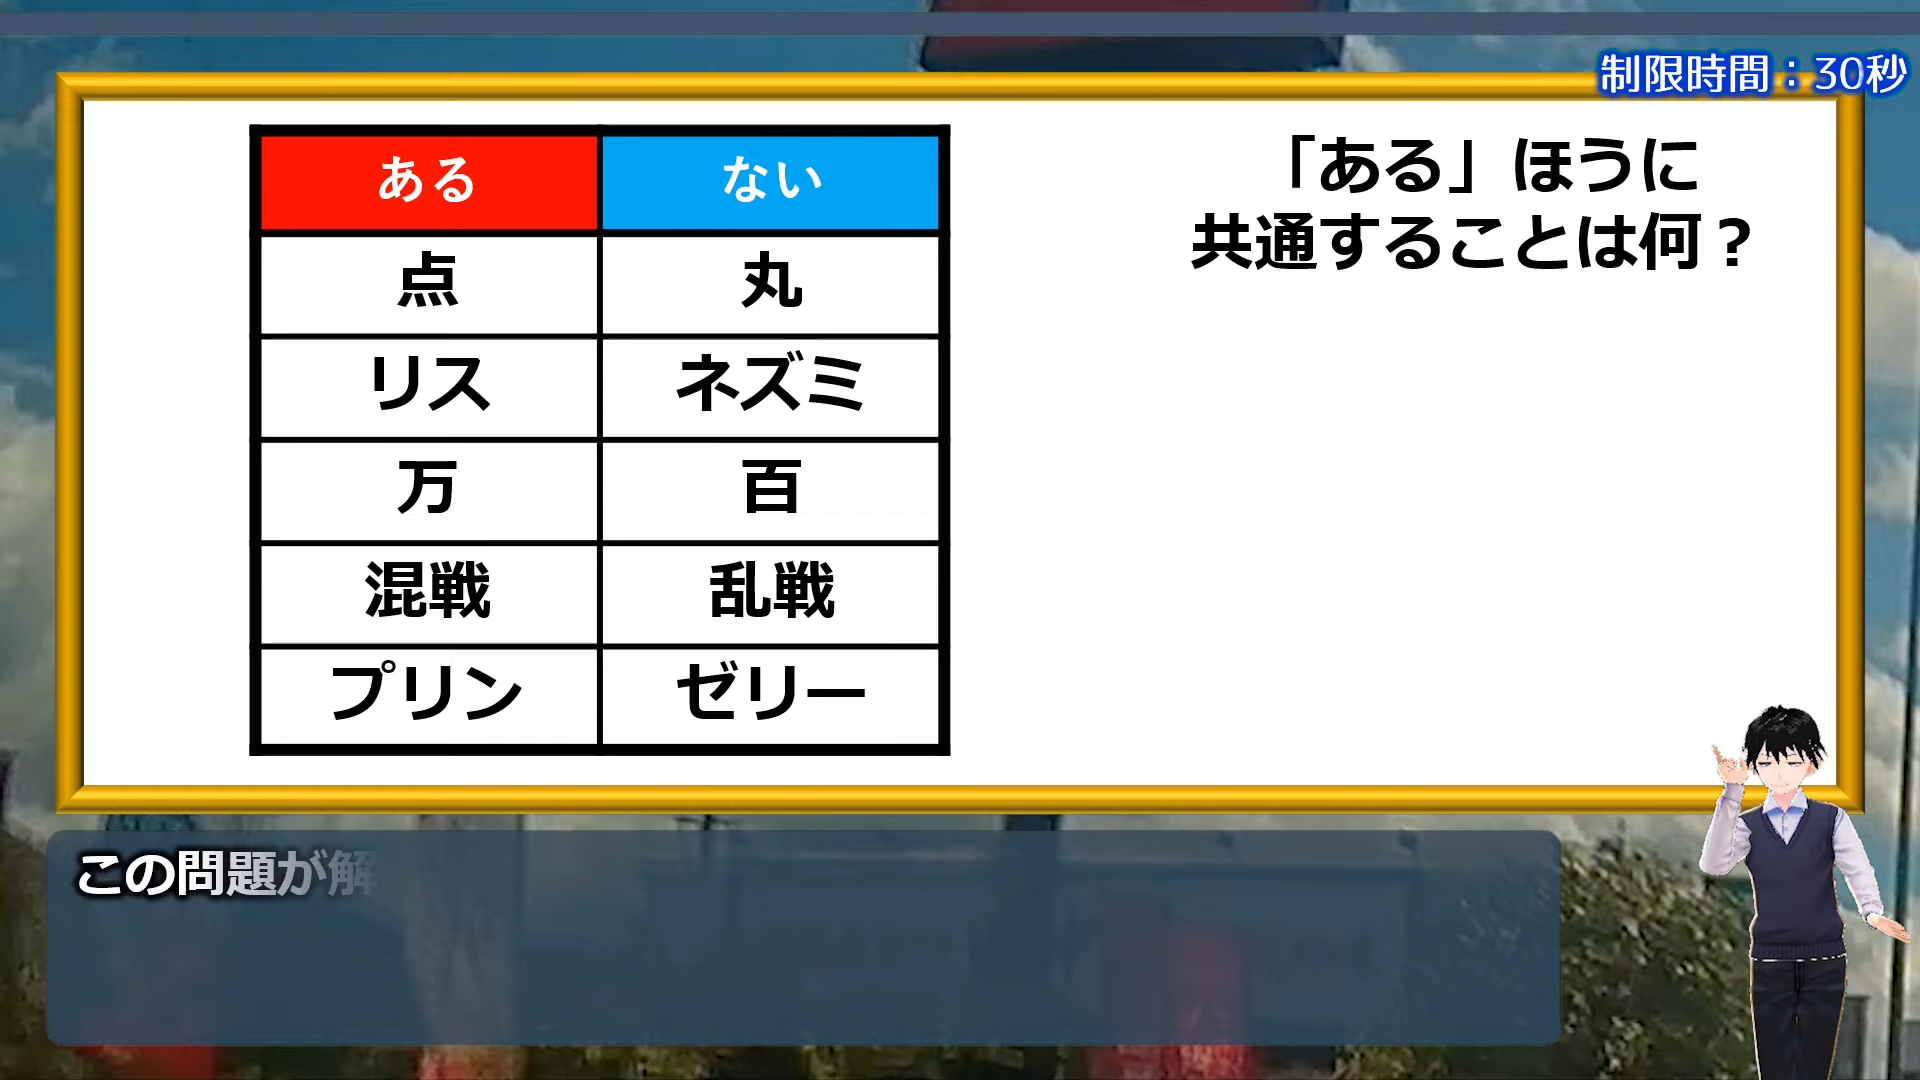 制限時間：30秒
「ある」ほうに
共通することは何？
ある ない
点 丸
リス ネズミ
万 百
混戦 乱戦
プリン ゼリー
この問題が解